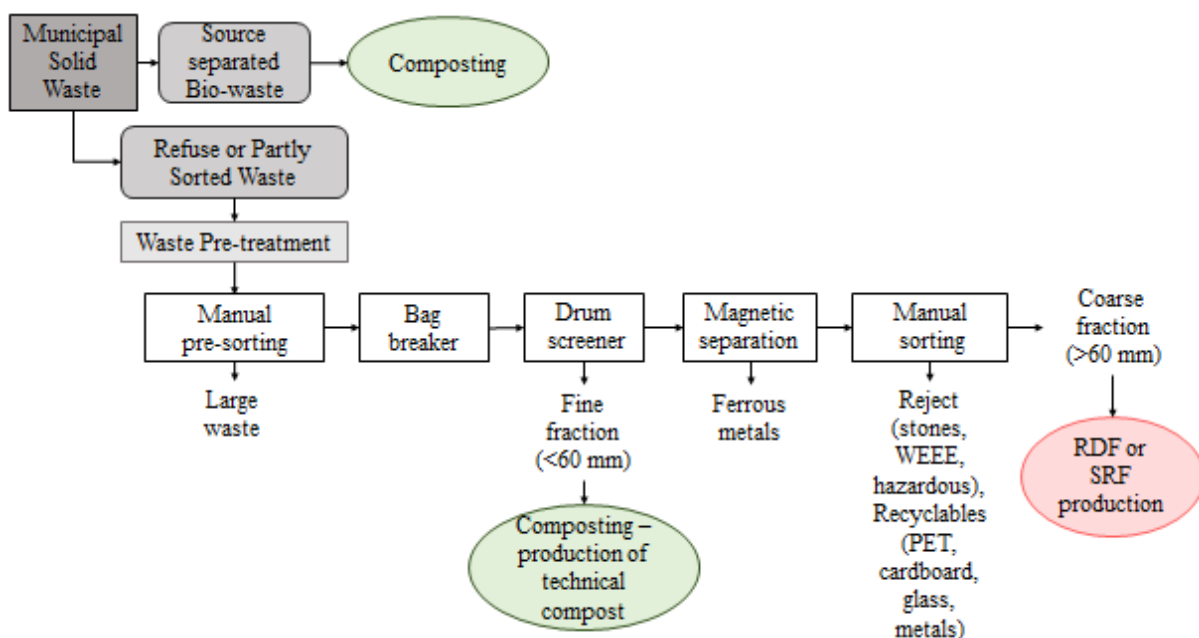 Municipal
Solid
Waste
Source
separated
Bio-waste
Composting
Refuse or Partly
Sorted Waste
Waste Pre-treatment
Manual
pre-sorting
Bag
breaker
Drum
screener
Magnetic
separation
Manual
sorting
Coarse
fraction
(>60 mm)
Large
waste
Fine
fraction
(<60 mm)
Ferrous
metals
Reject
(stones,
WEEE,
hazardous),
Recyclables
(PET,
cardboard,
glass,
metals)
RDF or
SRF
production
Composting –
production of
technical
compost